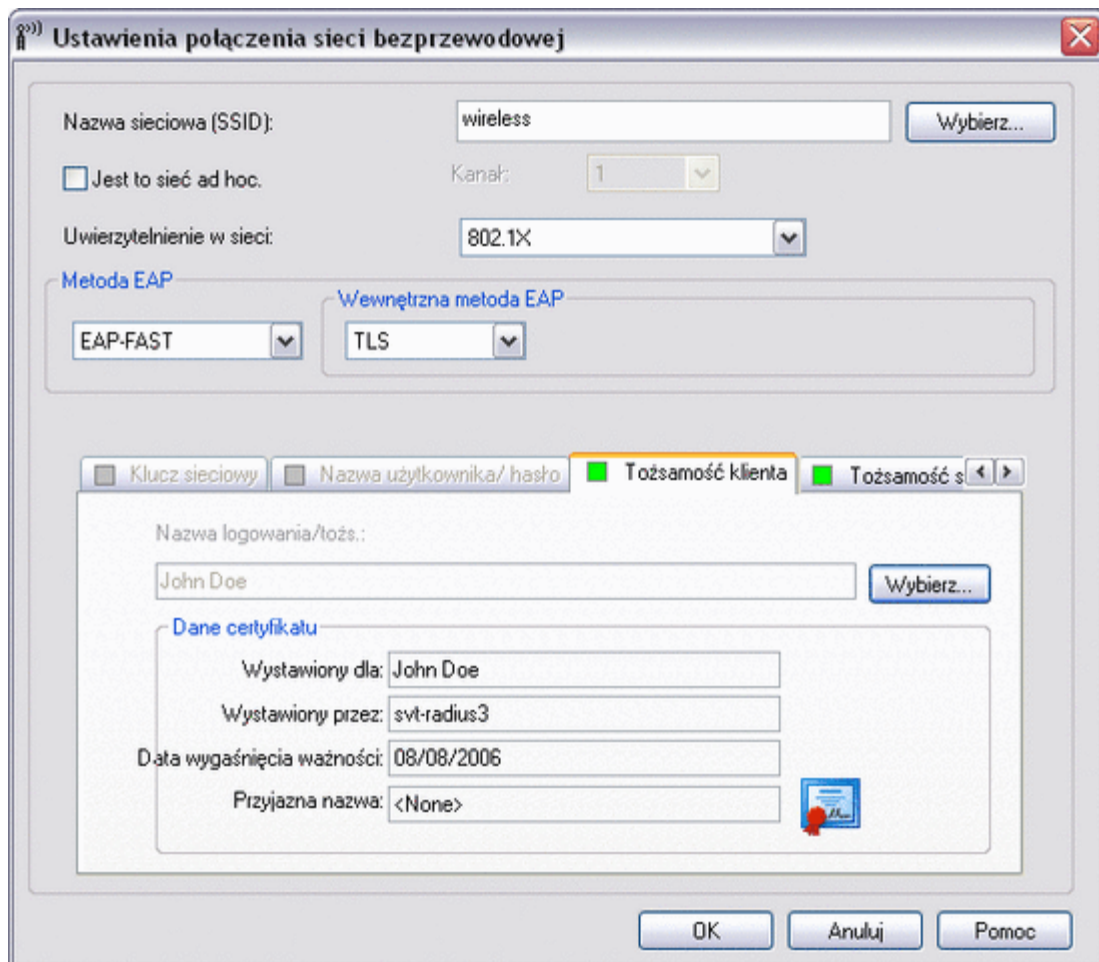 Ustawienia połączenia sieci bezprzewodowej
Nazwa sieciowa (SSID): wireless Wybierz...
Jest to sieć ad hoc. Kanał: 1
Uwierzytelnienie w sieci: 802.1X
Metoda EAP
Wewnętrzna metoda EAP
EAP-FAST TLS
Klucz sieciowy Nazwa użytkownika/ hasło Tożsamość klienta Tożsamość s
Nazwa logowania/tożs.:
John Doe Wybierz...
Dane certyfikatu
Wystawiony dla: John Doe
Wystawiony przez: svt-radius3
Data wygaśnięcia ważności: 08/08/2006
Przyjazna nazwa: <None>
OK Anuluj Pomoc